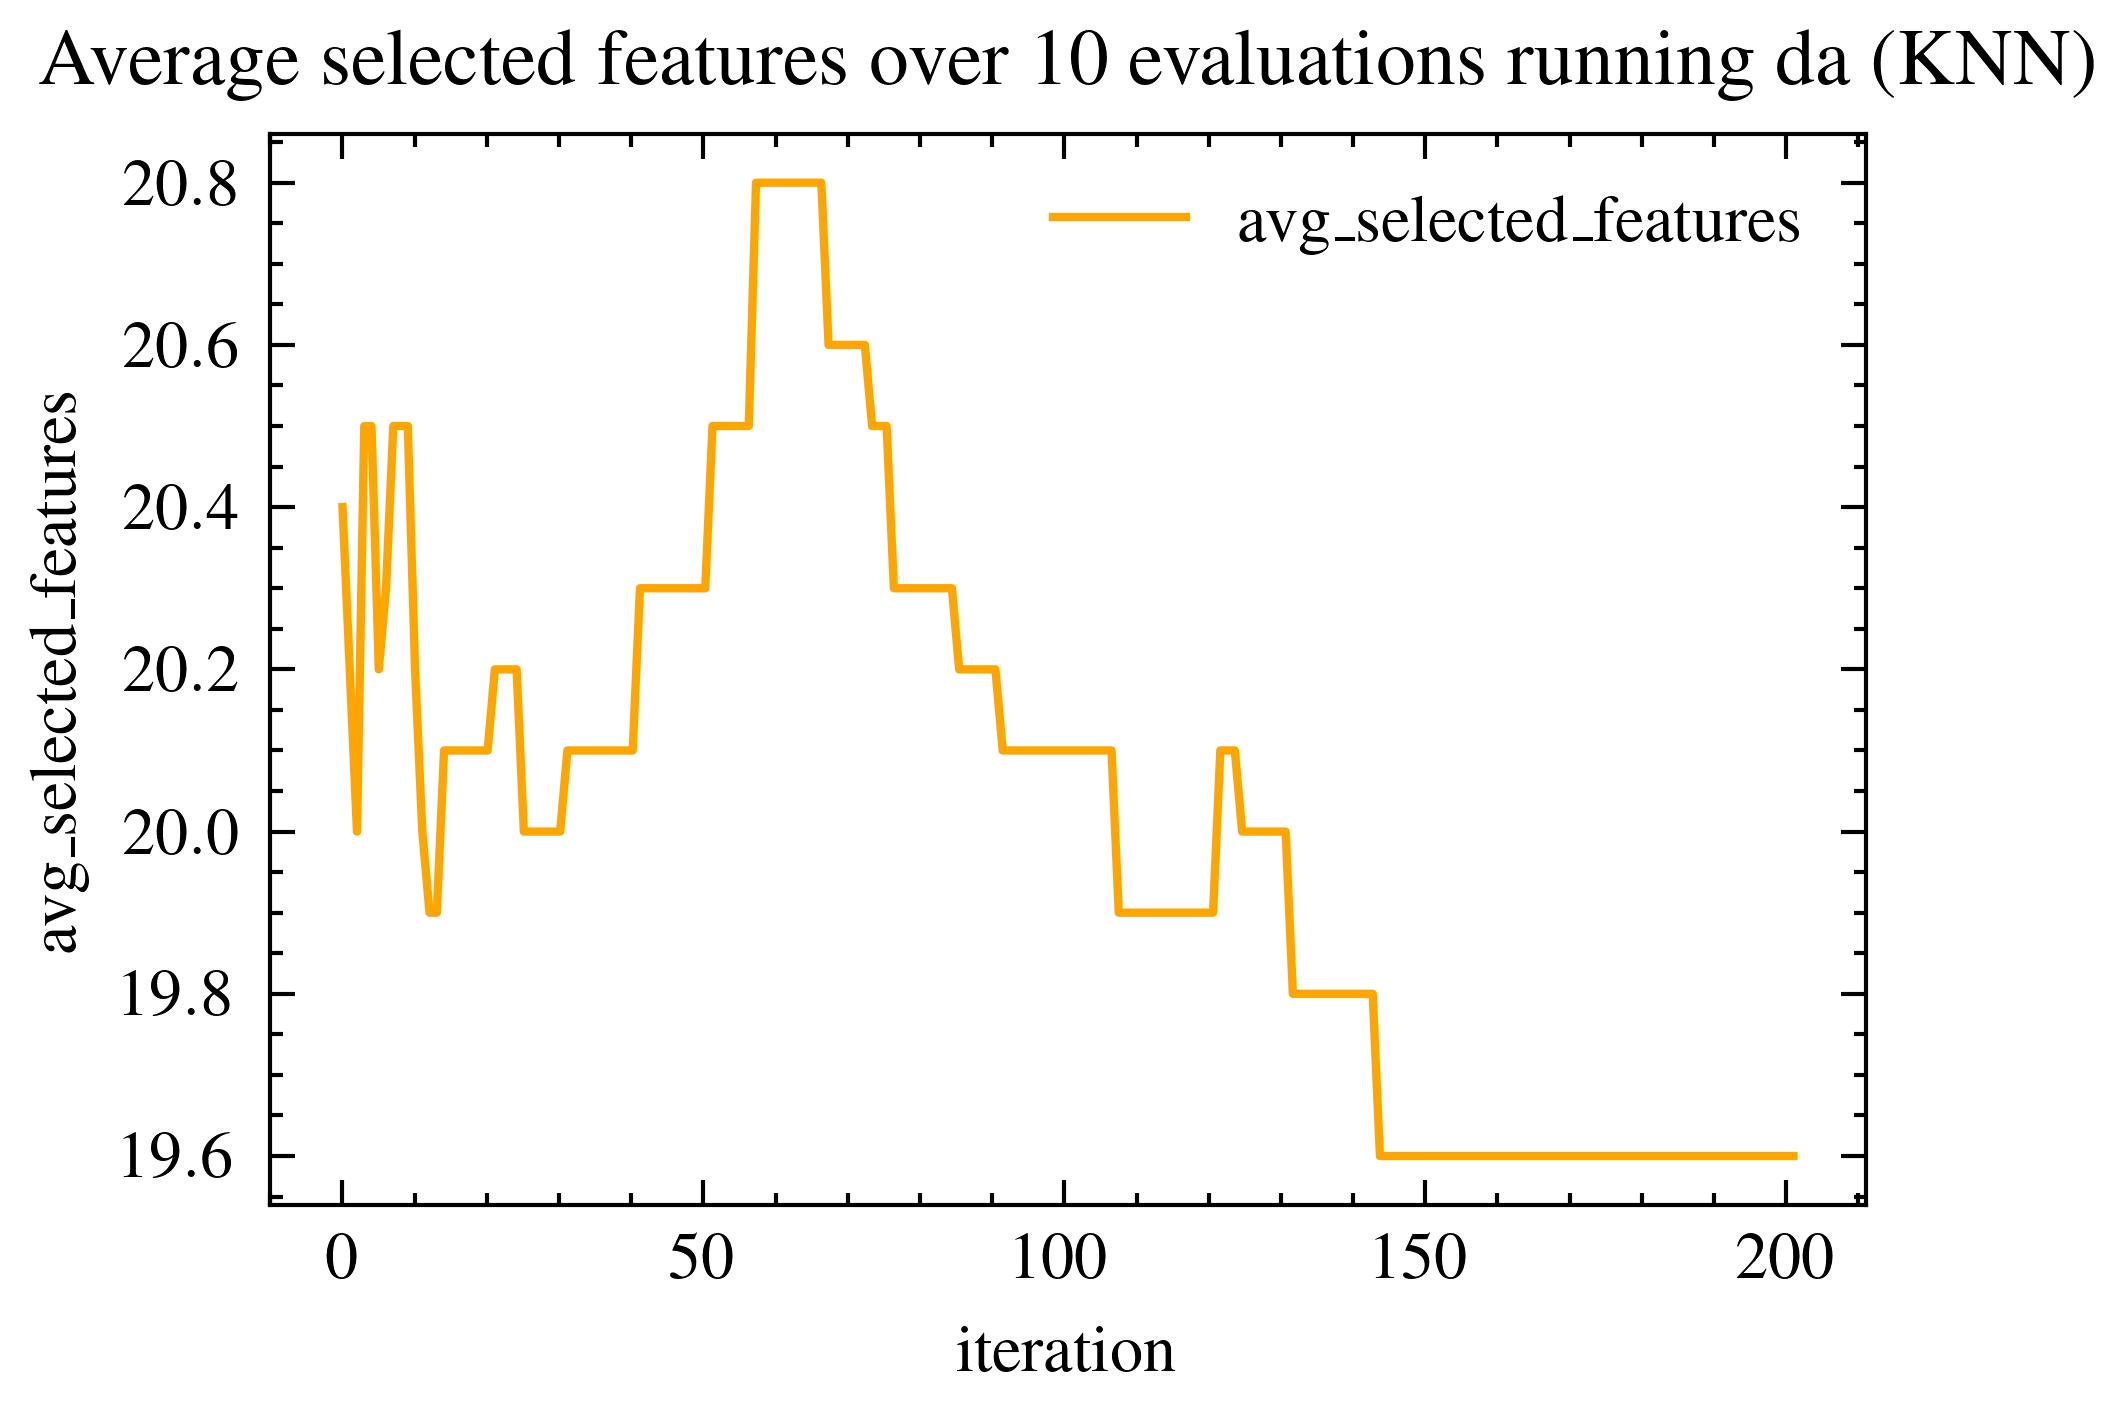 Average selected features over 10 evaluations running da (KNN)
avg_selected_features
20.8
20.6
20.4
20.2
20.0
19.8
19.6
avg_selected_features
0 50 100 150 200
iteration